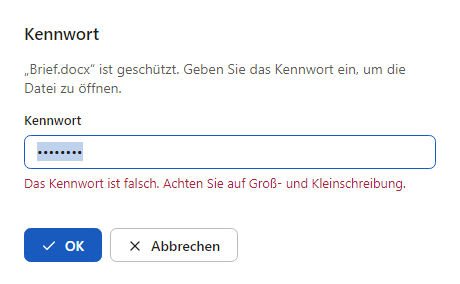 Kennwort
„Brief.docx“ ist geschützt. Geben Sie das Kennwort ein, um die
Datei zu öffnen.
Kennwort
••••••••
Das Kennwort ist falsch. Achten Sie auf Groß- und Kleinschreibung.
OK
Abbrechen